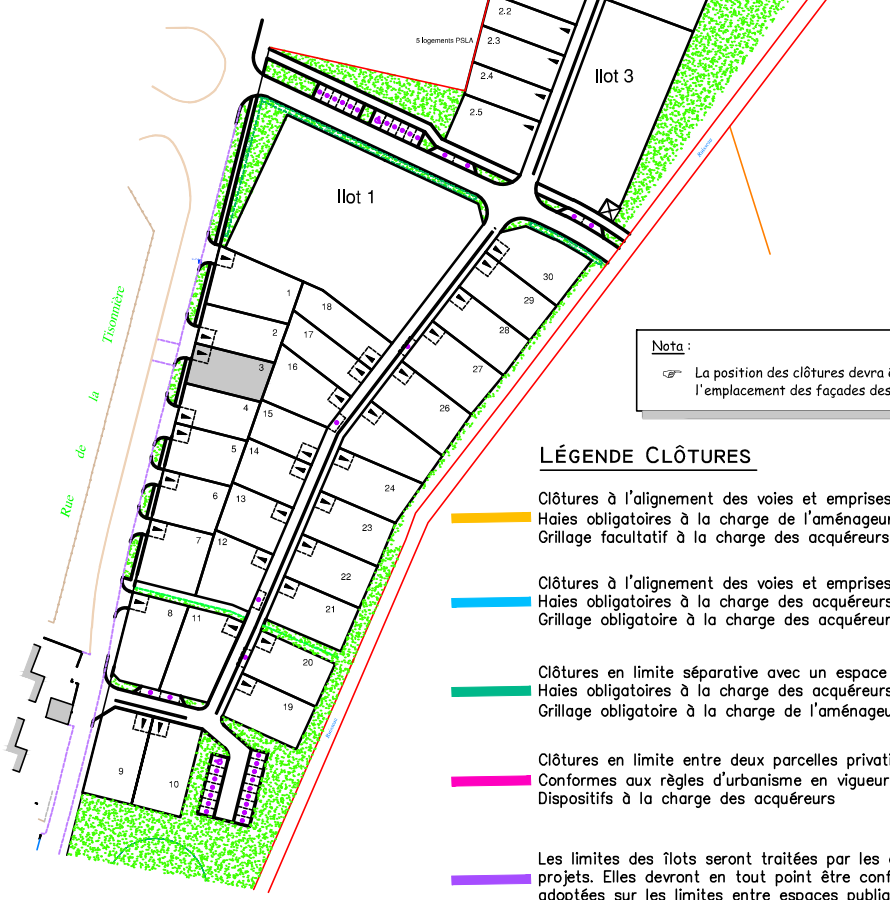 2.2
5 logements PSLA
2.3
2.4
2.5
Ilot 3
Ruisseau
Ilot 1
30
29
28
27
26
1
18
2
17
3
16
4
15
5
14
6
13
7
12
8
11
24
23
22
21
20
19
9
10
Rue de la Tisonnière
Ruisseau
Nota :
☞ La position des clôtures devra
l'emplacement des façades des
LÉGENDE CLÔTURES
Clôtures à l'alignement des voies et emprises
Haies obligatoires à la charge de l'aménageur
Grillage facultatif à la charge des acquéreurs
Clôtures à l'alignement des voies et emprises
Haies obligatoires à la charge des acquéreurs
Grillage obligatoire à la charge des acquéreur
Clôtures en limite séparative avec un espace
Haies obligatoires à la charge des acquéreurs
Grillage obligatoire à la charge de l'aménageu
Clôtures en limite entre deux parcelles privati
Conformes aux règles d'urbanisme en vigueur
Dispositifs à la charge des acquéreurs
Les limites des îlots seront traitées par les
projets. Elles devront en tout point être conf
adoptées sur les limites entre espaces public